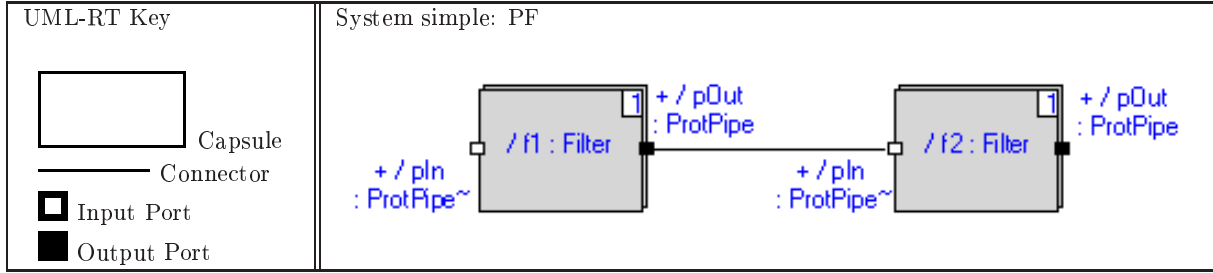 UML-RT Key
Capsule
Connector
Input Port
Output Port
System simple: PF
1
+ / pOut
: ProtPipe
/ f1 : Filter
+ / pIn
: ProtPipe~
1
+ / pOut
: ProtPipe
/ f2 : Filter
+ / pIn
: ProtPipe~